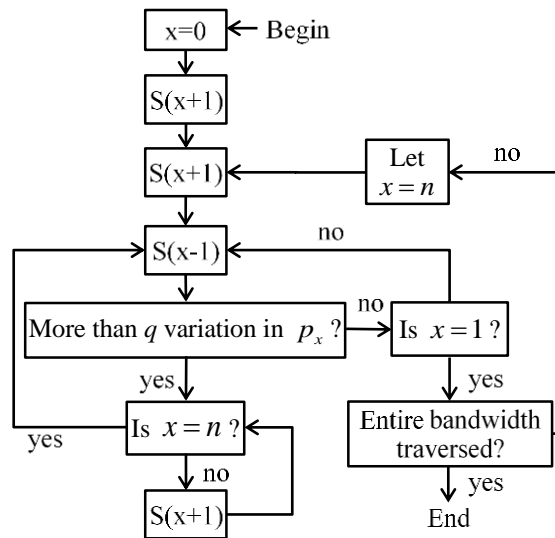 x=0
Begin
S(x+1)
S(x+1)
Let
x = n
no
S(x-1)
no
More than q variation in pₓ ?
no
Is x = 1 ?
yes
yes
Is x = n ?
yes
Entire bandwidth
traversed?
no
yes
S(x+1)
End